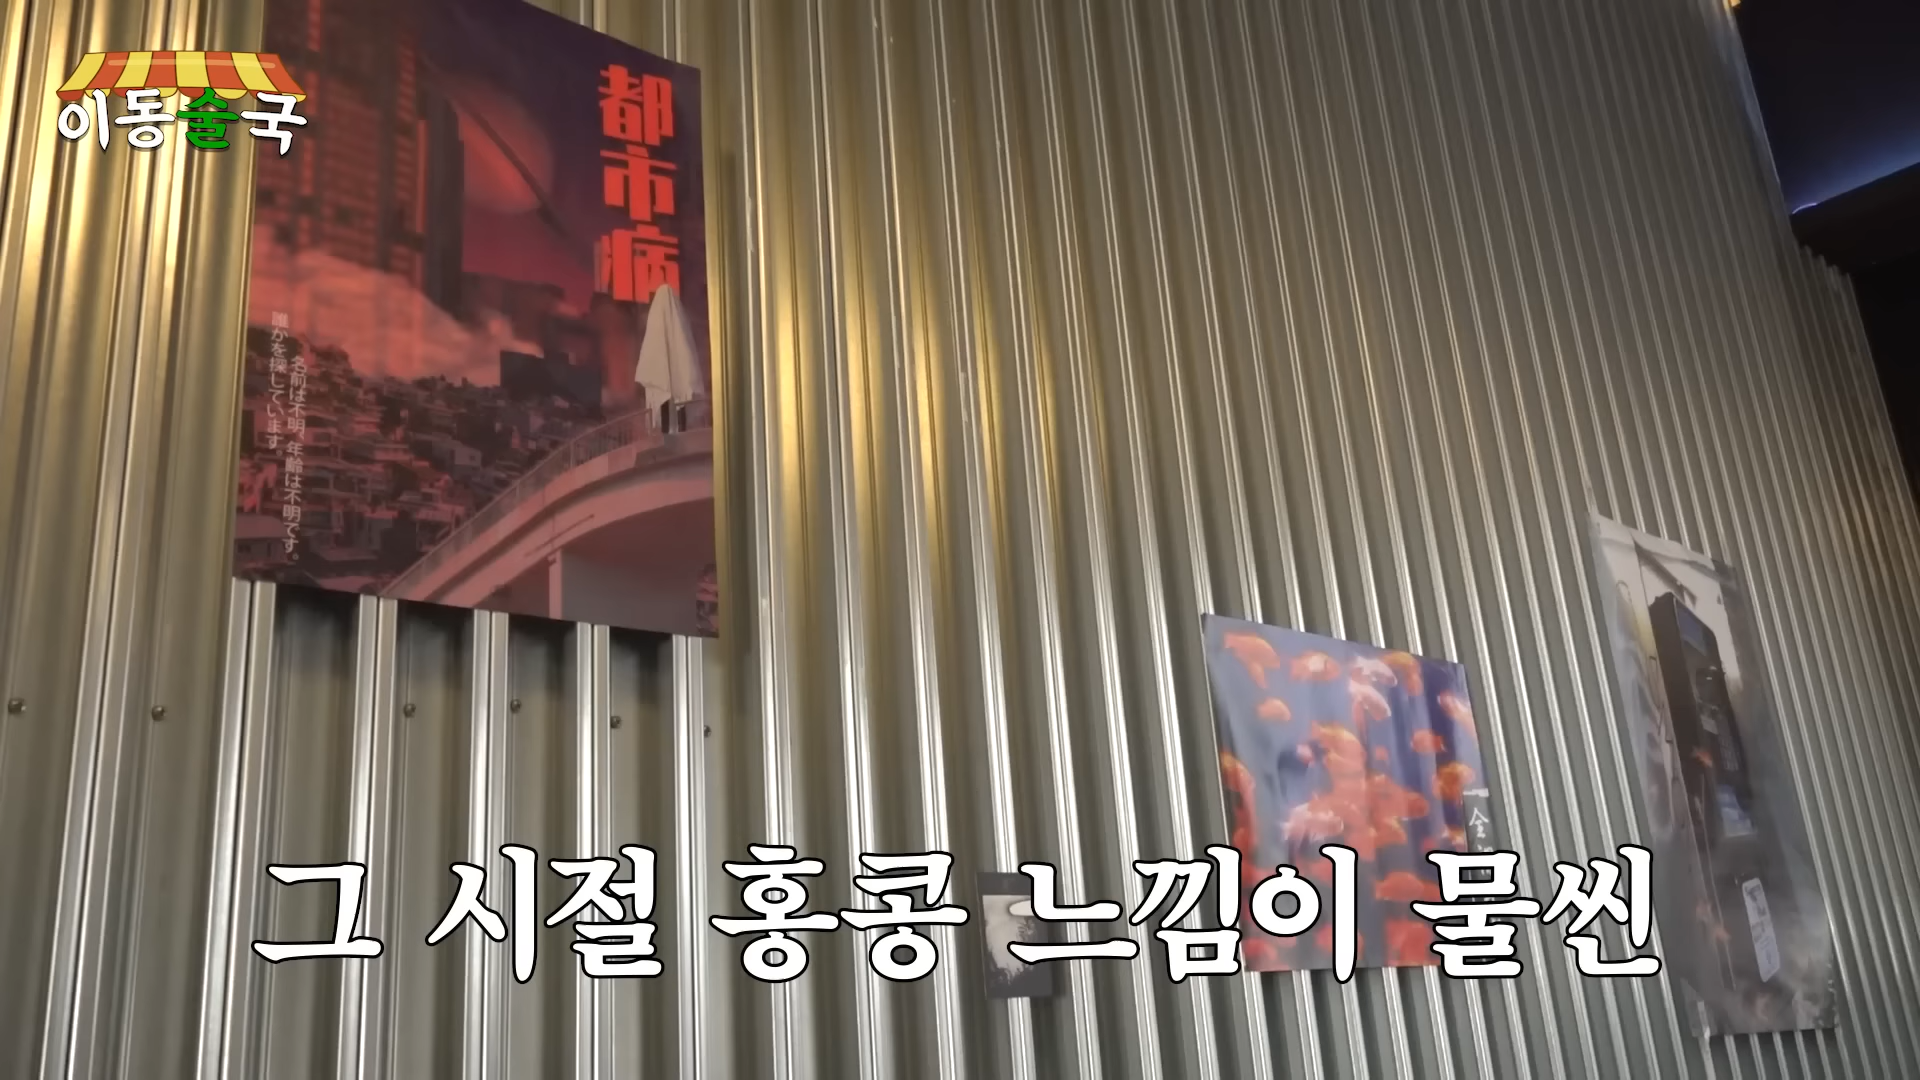 이동술국
都市病
名前は不明、年齢は不明です。
誰かを探しています。
그 시절 홍콩 느낌이 물씬